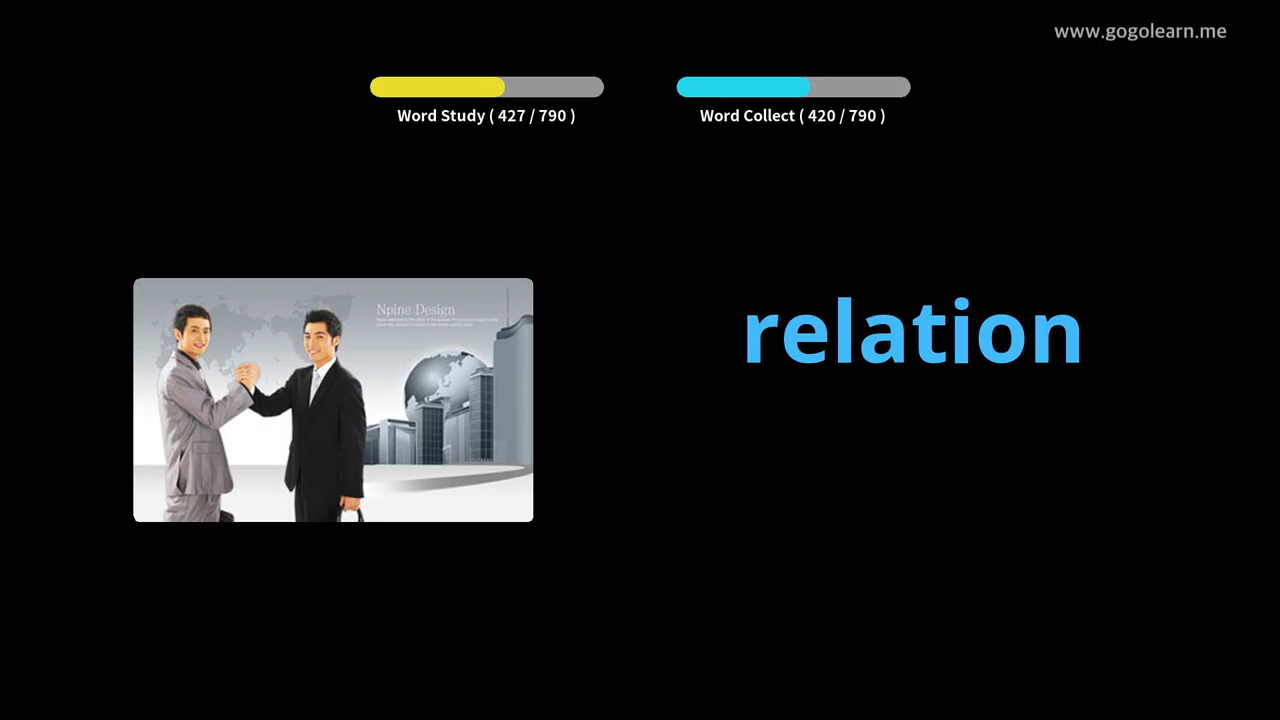 www.gogolearn.me
Word Study ( 427 / 790 )
Word Collect ( 420 / 790 )
Npine Design
relation